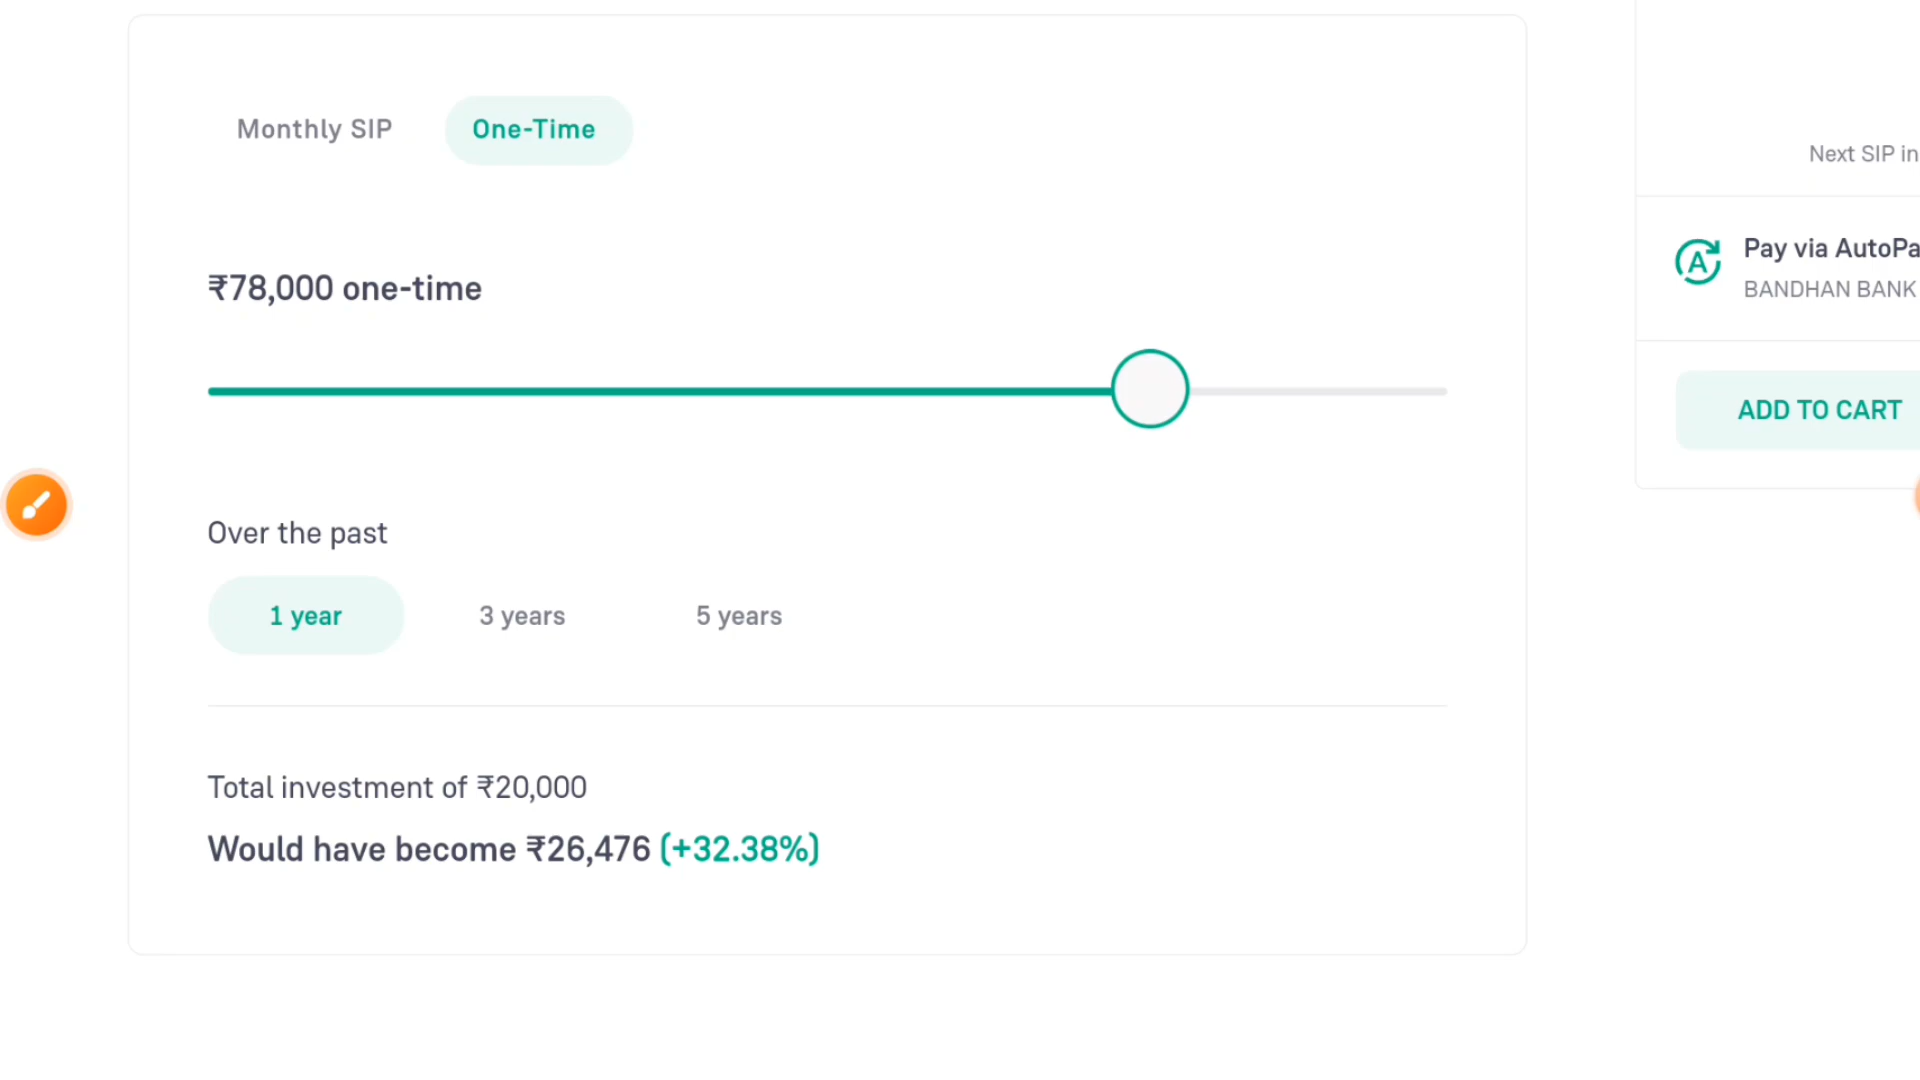 Monthly SIP
One-Time
₹78,000 one-time
Over the past
1 year
3 years
5 years
Total investment of ₹20,000
Would have become ₹26,476 (+32.38%)
Next SIP in
A
Pay via AutoPa
BANDHAN BANK
ADD TO CART